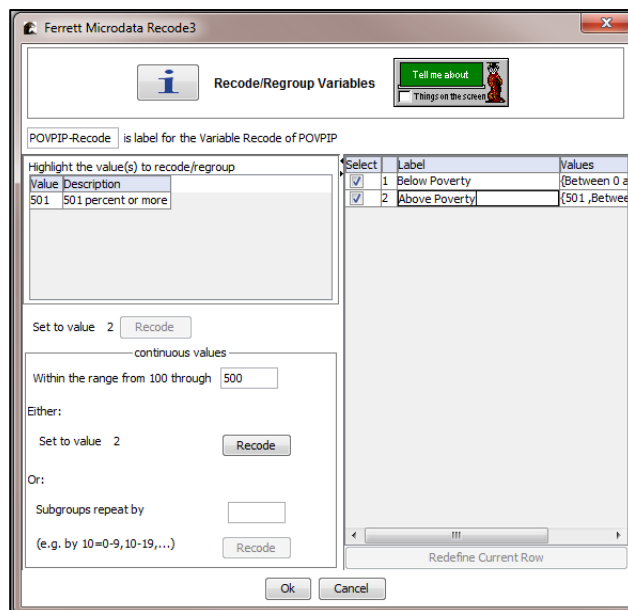 Ferrett Microdata Recode3
i
Recode/Regroup Variables
Tell me about
Things on the screen
POVPIP-Recode is label for the Variable Recode of POVPIP
Highlight the value(s) to recode/regroup
Value Description
501 501 percent or more
Set to value 2 Recode
continuous values
Within the range from 100 through 500
Either:
Set to value 2 Recode
Or:
Subgroups repeat by
(e.g. by 10=0-9,10-19,...) Recode
Select Label Values
1 Below Poverty {Between 0 a
2 Above Poverty {501 ,Betwee
Redefine Current Row
Ok Cancel